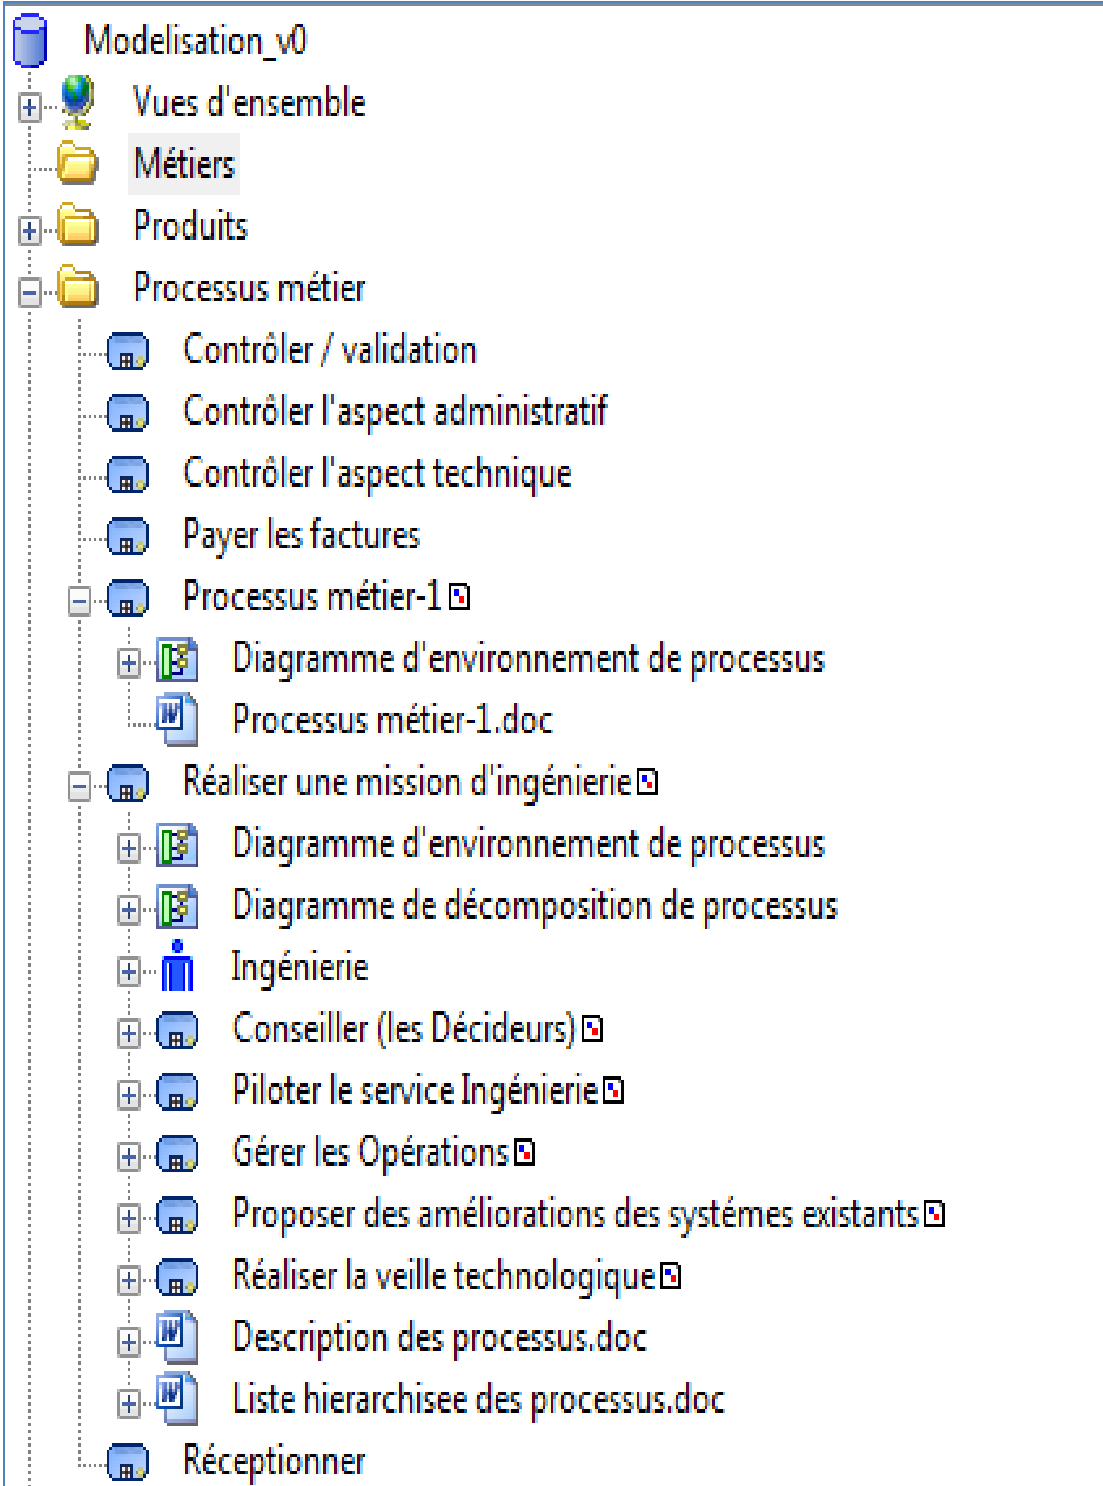 Modelisation_v0
Vues d'ensemble
Métiers
Produits
Processus métier
Contrôler / validation
Contrôler l'aspect administratif
Contrôler l'aspect technique
Payer les factures
Processus métier-1
Diagramme d'environnement de processus
Processus métier-1.doc
Réaliser une mission d'ingénierie
Diagramme d'environnement de processus
Diagramme de décomposition de processus
Ingénierie
Conseiller (les Décideurs)
Piloter le service Ingénierie
Gérer les Opérations
Proposer des améliorations des systémes existants
Réaliser la veille technologique
Description des processus.doc
Liste hierarchisee des processus.doc
Réceptionner